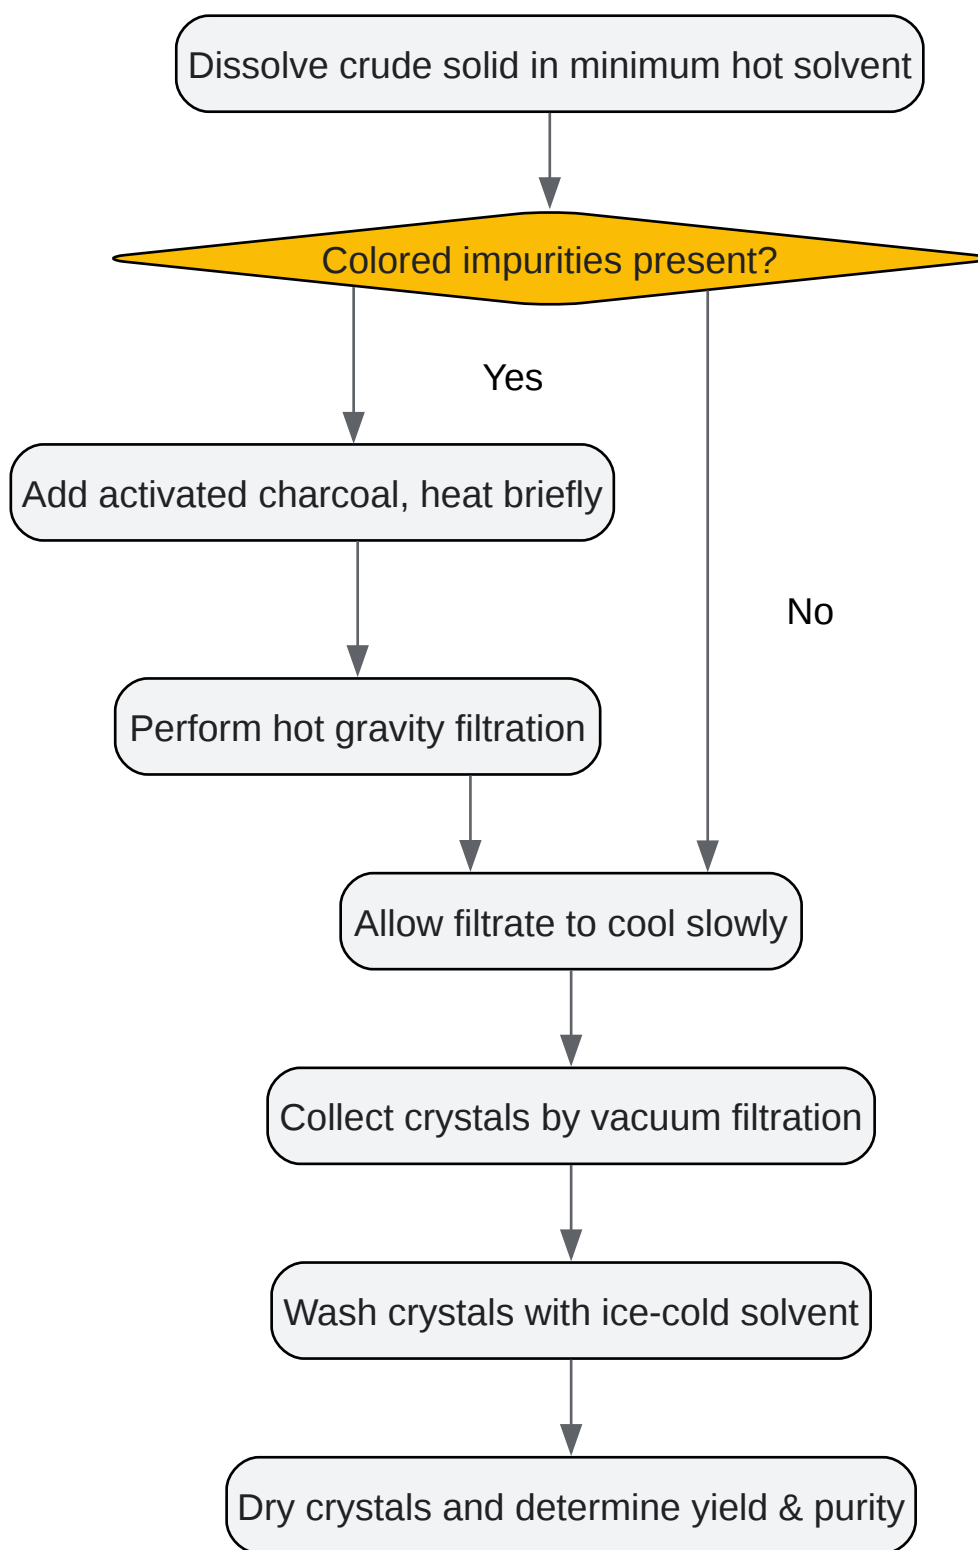 Dissolve crude solid in minimum hot solvent
Colored impurities present?
Yes
Add activated charcoal, heat briefly
No
Perform hot gravity filtration
Allow filtrate to cool slowly
Collect crystals by vacuum filtration
Wash crystals with ice-cold solvent
Dry crystals and determine yield & purity